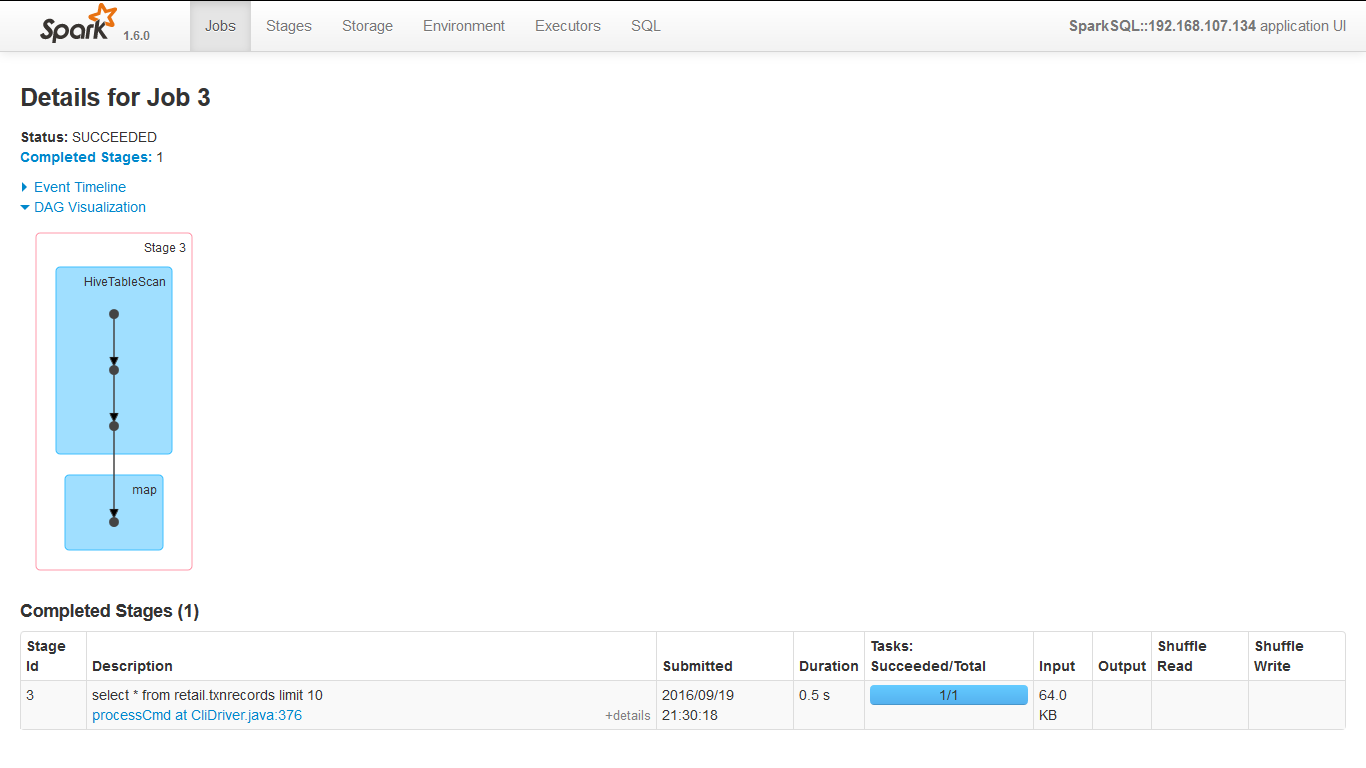 Spark 1.6.0 Jobs Stages Storage Environment Executors SQL SparkSQL::192.168.107.134 application UI
Details for Job 3
Status: SUCCEEDED
Completed Stages: 1
Event Timeline
DAG Visualization
Stage 3
HiveTableScan
map
Completed Stages (1)
Stage Id Description Submitted Duration Tasks: Succeeded/Total Input Output Shuffle Read Shuffle Write
3 select * from retail.txnrecords limit 10 2016/09/19 0.5 s 1/1 64.0
processCmd at CliDriver.java:376 +details 21:30:18 KB